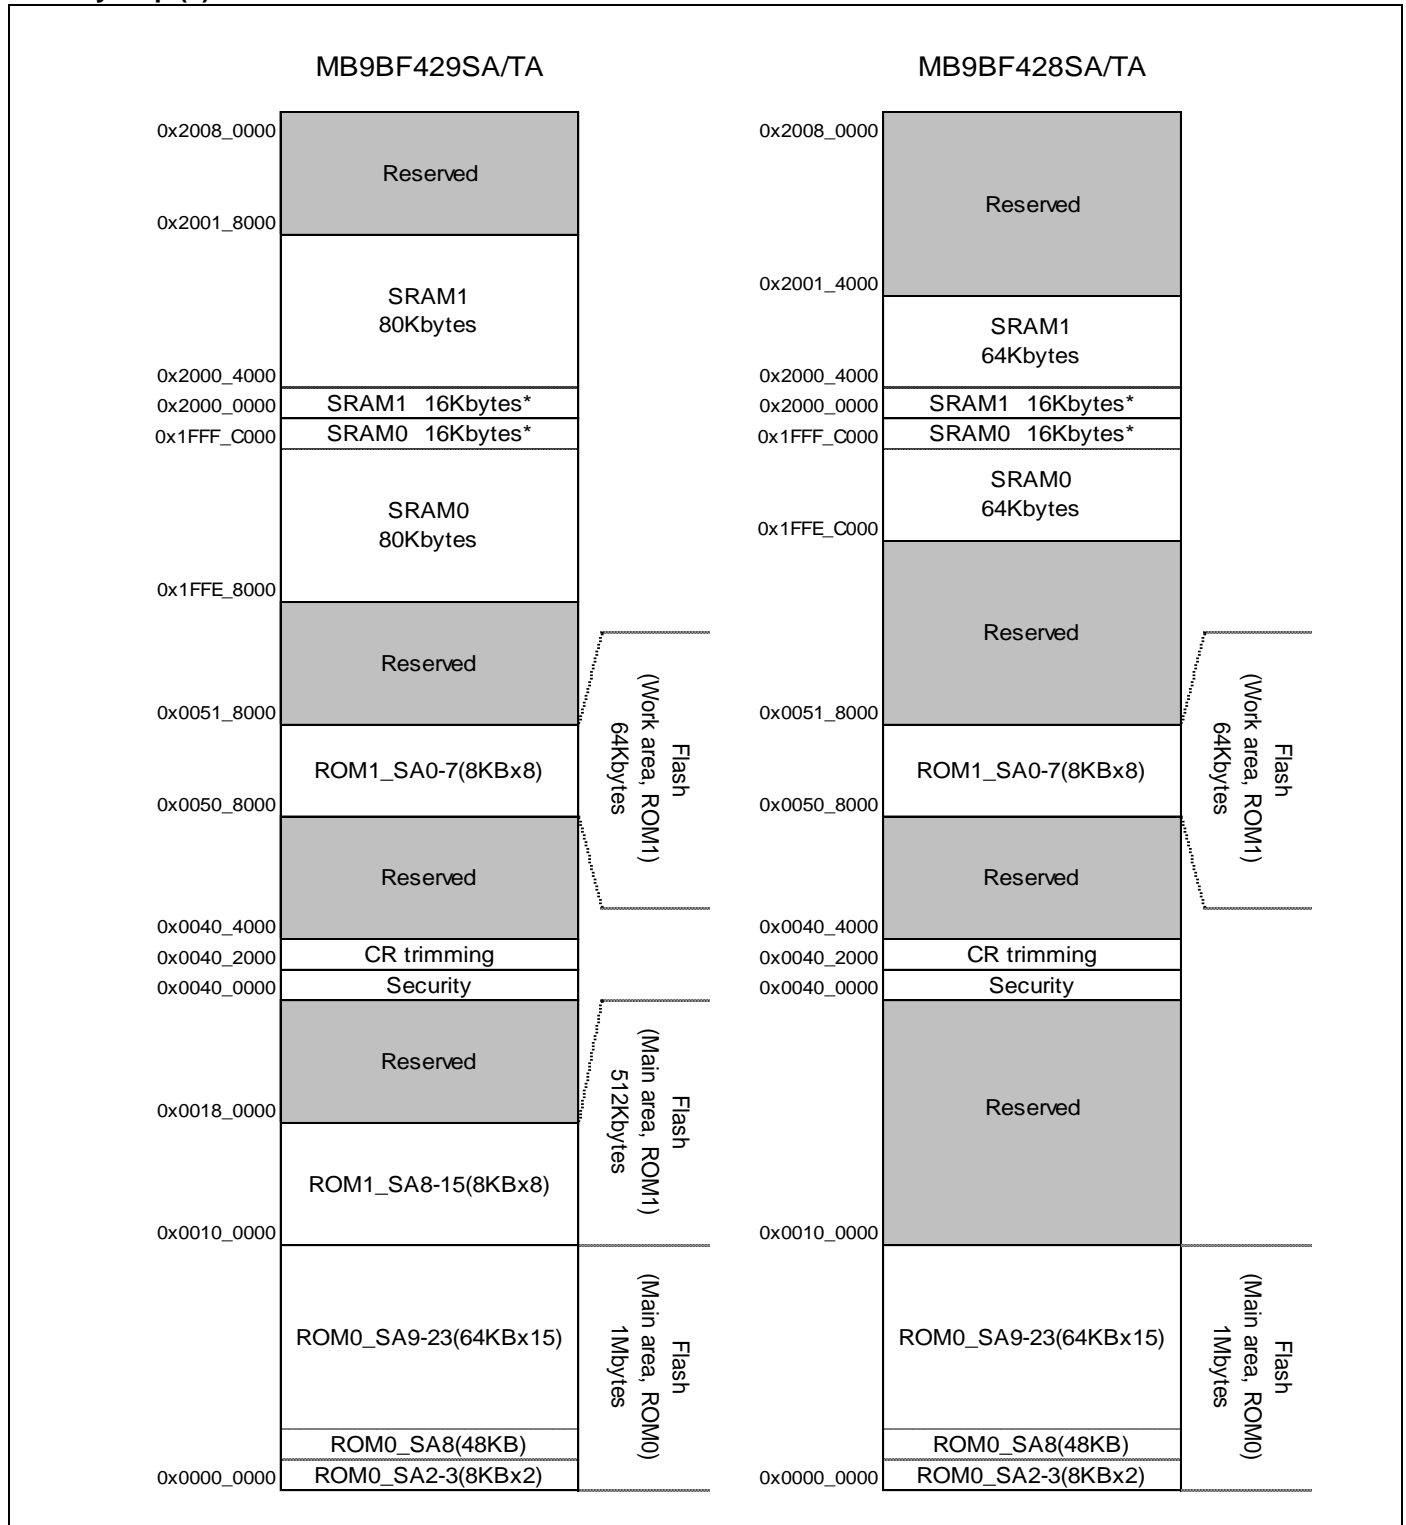 MB9BF429SA/TA
0x2008_0000
Reserved
0x2001_8000
SRAM1
80Kbytes
0x2000_4000
SRAM1 16Kbytes*
0x2000_0000
SRAM0 16Kbytes*
0x1FFF_C000
SRAM0
80Kbytes
0x1FFE_8000
Reserved
0x0051_8000
ROM1_SA0-7(8KBx8)
0x0050_8000
Flash
(Work area, ROM1)
64Kbytes
Reserved
0x0040_4000
CR trimming
0x0040_2000
Security
0x0040_0000
Reserved
0x0018_0000
Flash
(Main area, ROM1)
512Kbytes
ROM1_SA8-15(8KBx8)
0x0010_0000
ROM0_SA9-23(64KBx15)
Flash
(Main area, ROM0)
1Mbytes
ROM0_SA8(48KB)
ROM0_SA2-3(8KBx2)
0x0000_0000
MB9BF428SA/TA
0x2008_0000
Reserved
0x2001_4000
SRAM1
64Kbytes
0x2000_4000
SRAM1 16Kbytes*
0x2000_0000
SRAM0 16Kbytes*
0x1FFF_C000
SRAM0
64Kbytes
0x1FFE_C000
Reserved
0x0051_8000
ROM1_SA0-7(8KBx8)
0x0050_8000
Flash
(Work area, ROM1)
64Kbytes
Reserved
0x0040_4000
CR trimming
0x0040_2000
Security
0x0040_0000
Reserved
0x0010_0000
ROM0_SA9-23(64KBx15)
Flash
(Main area, ROM0)
1Mbytes
ROM0_SA8(48KB)
ROM0_SA2-3(8KBx2)
0x0000_0000